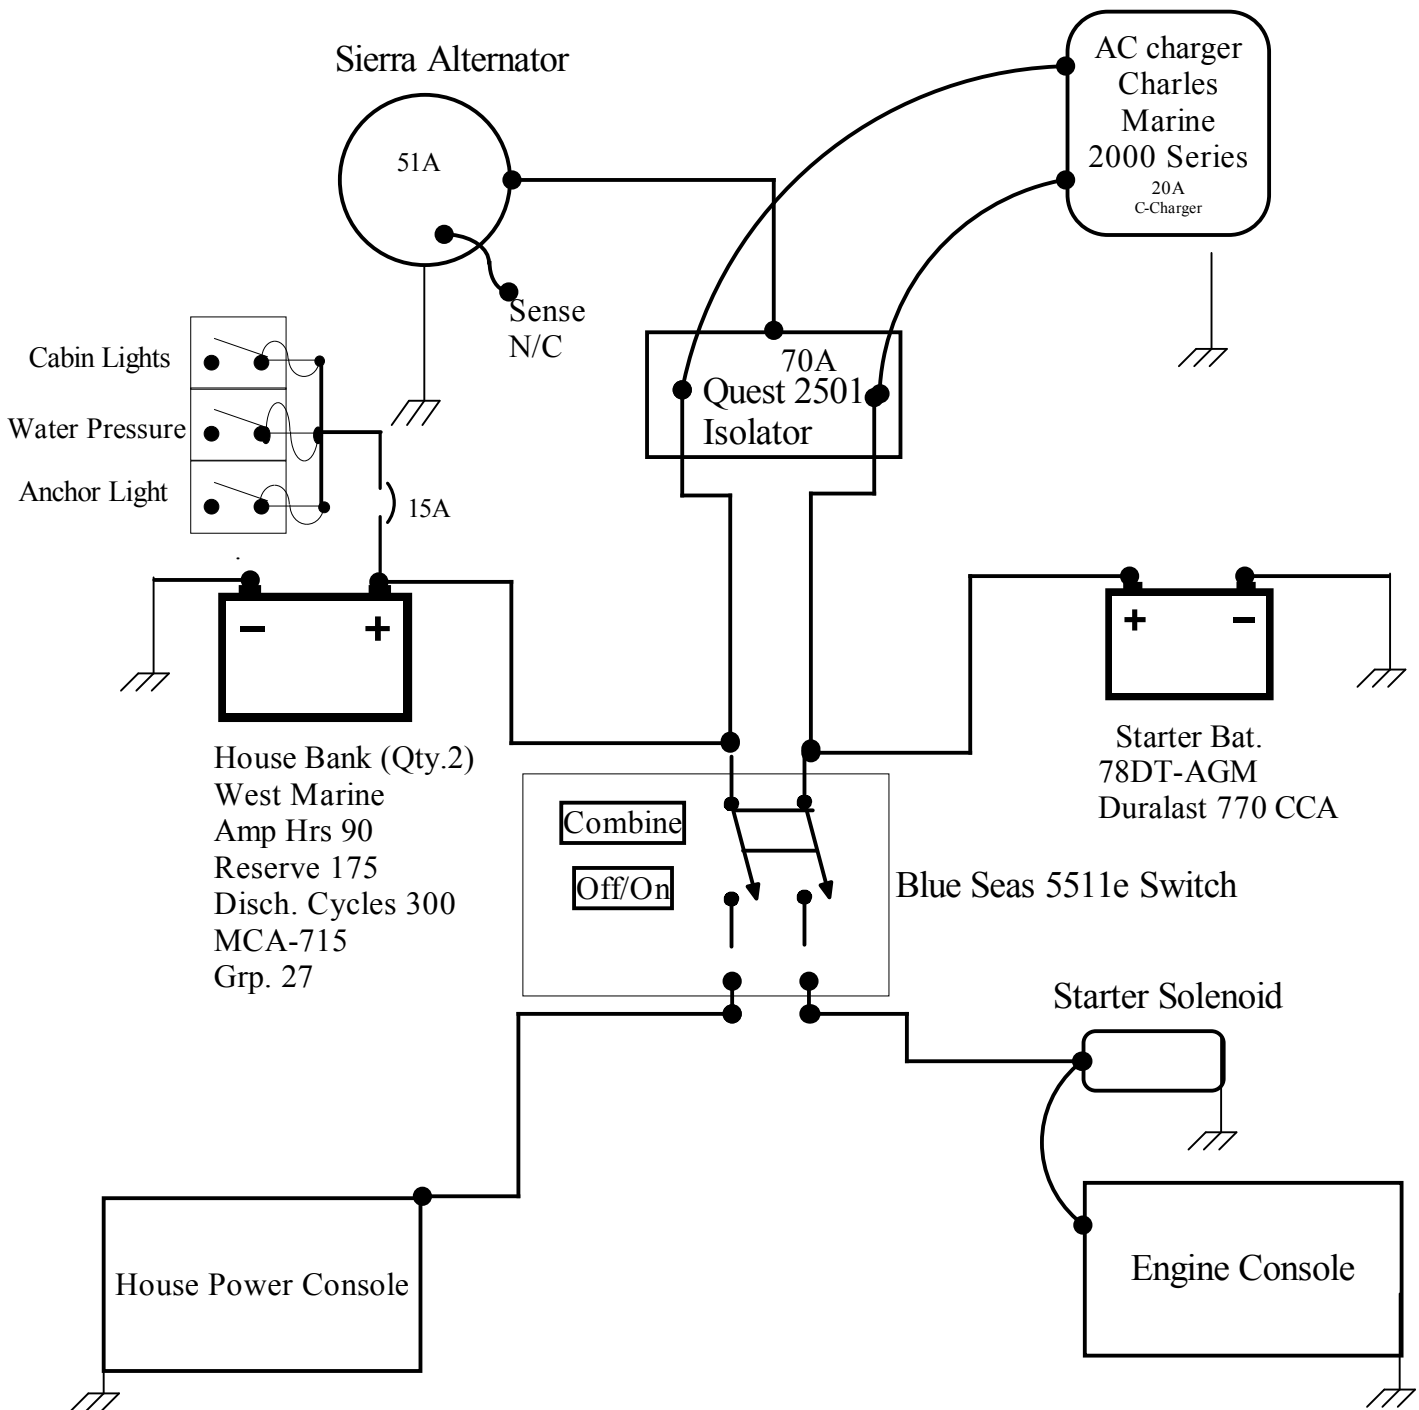 Sierra Alternator
51A
Sense
N/C
AC charger
Charles
Marine
2000 Series
20A
C-Charger
70A
Quest 2501
Isolator
Cabin Lights
Water Pressure
Anchor Light
15A
− +
+ −
House Bank (Qty.2)
West Marine
Amp Hrs 90
Reserve 175
Disch. Cycles 300
MCA-715
Grp. 27
Starter Bat.
78DT-AGM
Duralast 770 CCA
Combine
Off/On
Blue Seas 5511e Switch
Starter Solenoid
House Power Console
Engine Console